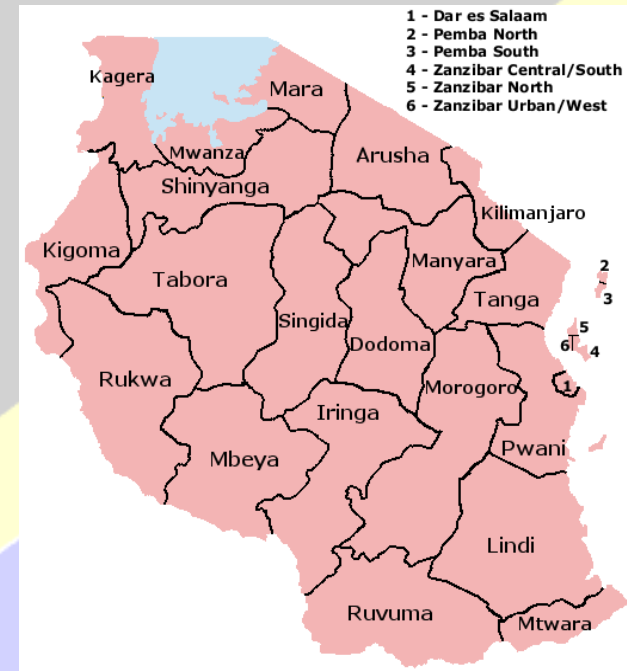 1 - Dar es Salaam
2 - Pemba North
3 - Pemba South
4 - Zanzibar Central/South
5 - Zanzibar North
6 - Zanzibar Urban/West
Kagera
Mara
Mwanza
Arusha
Shinyanga
Kilimanjaro
Kigoma
Manyara
Tabora
2
Tanga
3
Singida
5
Dodoma
6
4
Rukwa
Morogoro
1
Iringa
Pwani
Mbeya
Lindi
Ruvuma
Mtwara